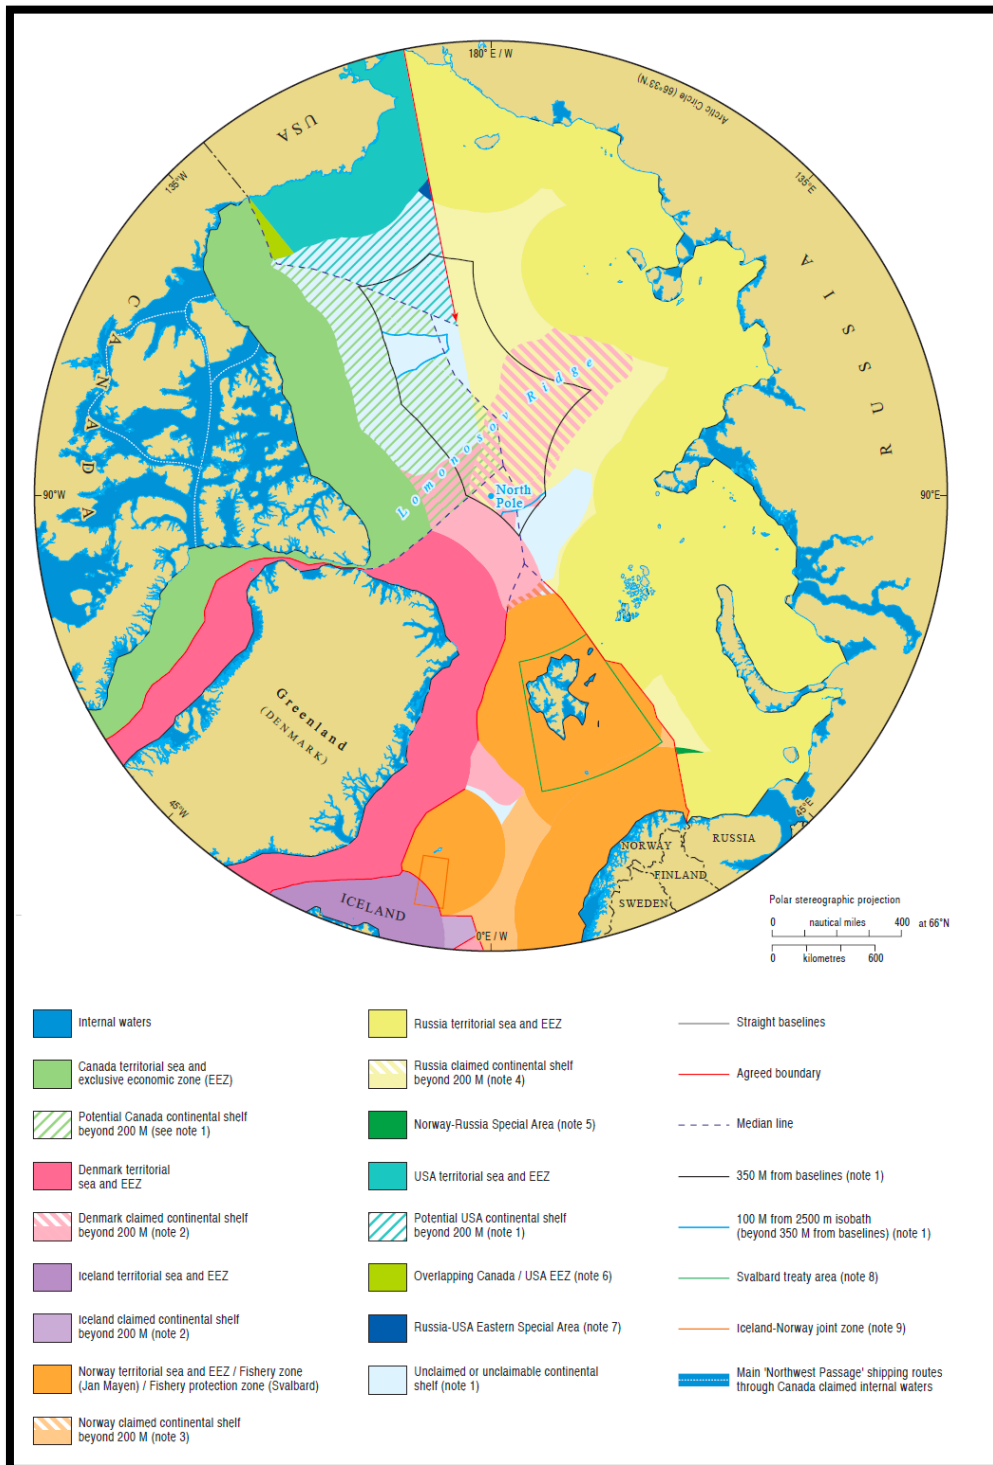 180° E / W
Arctic Circle (66°33'N)
USA
135°W
135°E
CANADA
RUSSIA
Lomonosov Ridge
90°W
North
Pole
90°E
Greenland
(DENMARK)
45°W
45°E
NORWAY
RUSSIA
FINLAND
SWEDEN
ICELAND
0°E / W
Polar stereographic projection
0 nautical miles 400 at 66°N
0 kilometres 600
Internal waters
Canada territorial sea and
exclusive economic zone (EEZ)
Potential Canada continental shelf
beyond 200 M (see note 1)
Denmark territorial
sea and EEZ
Denmark claimed continental shelf
beyond 200 M (note 2)
Iceland territorial sea and EEZ
Iceland claimed continental shelf
beyond 200 M (note 2)
Norway territorial sea and EEZ / Fishery zone
(Jan Mayen) / Fishery protection zone (Svalbard)
Norway claimed continental shelf
beyond 200 M (note 3)
Russia territorial sea and EEZ
Russia claimed continental shelf
beyond 200 M (note 4)
Norway-Russia Special Area (note 5)
USA territorial sea and EEZ
Potential USA continental shelf
beyond 200 M (note 1)
Overlapping Canada / USA EEZ (note 6)
Russia-USA Eastern Special Area (note 7)
Unclaimed or unclaimable continental
shelf (note 1)
Straight baselines
Agreed boundary
Median line
350 M from baselines (note 1)
100 M from 2500 m isobath
(beyond 350 M from baselines) (note 1)
Svalbard treaty area (note 8)
Iceland-Norway joint zone (note 9)
Main 'Northwest Passage' shipping routes
through Canada claimed internal waters